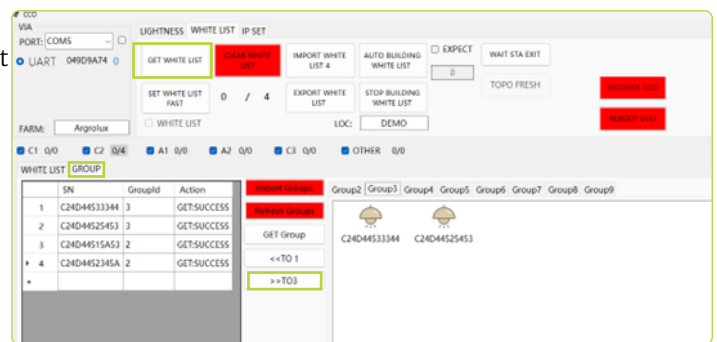 CCO
VIA
PORT: COM5
UART 049D9A74 0
FARM: Argrolux
LIGHTNESS WHITE LIST IP SET
GET WHITE LIST
CLEAR WHITE LIST
IMPORT WHITE LIST 4
AUTO BUILDING WHITE LIST
EXPECT
0
WAIT STA EXIT
SET WHITE LIST FAST
0 / 4
EXPORT WHITE LIST
STOP BUILDING WHITE LIST
TOPO FRESH
RECOVER CCO
WHITE LIST
LOC: DEMO
REBOOT CCO
C1 0/0 C2 0/4 A1 0/0 A2 0/0 C3 0/0 OTHER 0/0
WHITE LIST GROUP
SN GroupId Action
1 C24D44533344 3 GET:SUCCESS
2 C24D44525453 3 GET:SUCCESS
3 C24D44515A53 2 GET:SUCCESS
4 C24D4452345A 2 GET:SUCCESS
*
Import Groups
Refresh Groups
GET Group
<<TO 1
>>TO3
Group2 Group3 Group4 Group5 Group6 Group7 Group8 Group9
C24D44533344 C24D44525453